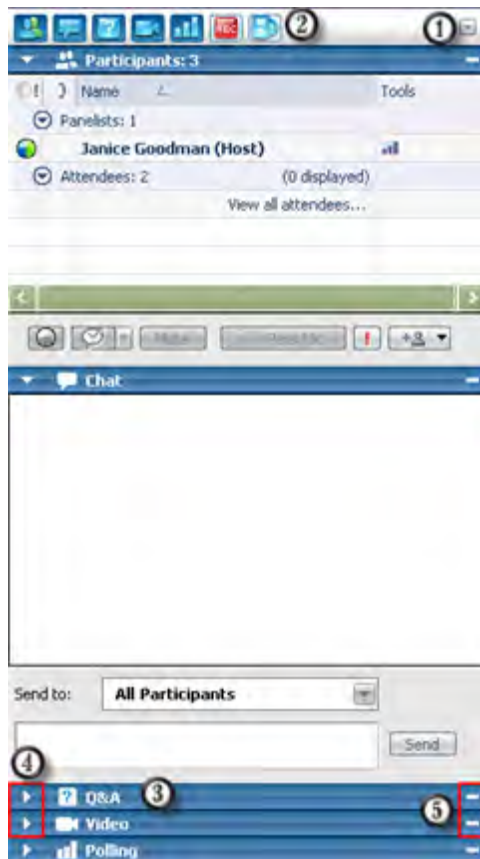 REC
2
1
Participants: 3
Name Tools
Panelists: 1
Janice Goodman (Host)
Attendees: 2 (0 displayed)
View all attendees...
!
Chat
Send to: All Participants
Send
4
? Q&A 3
Video 5
Polling